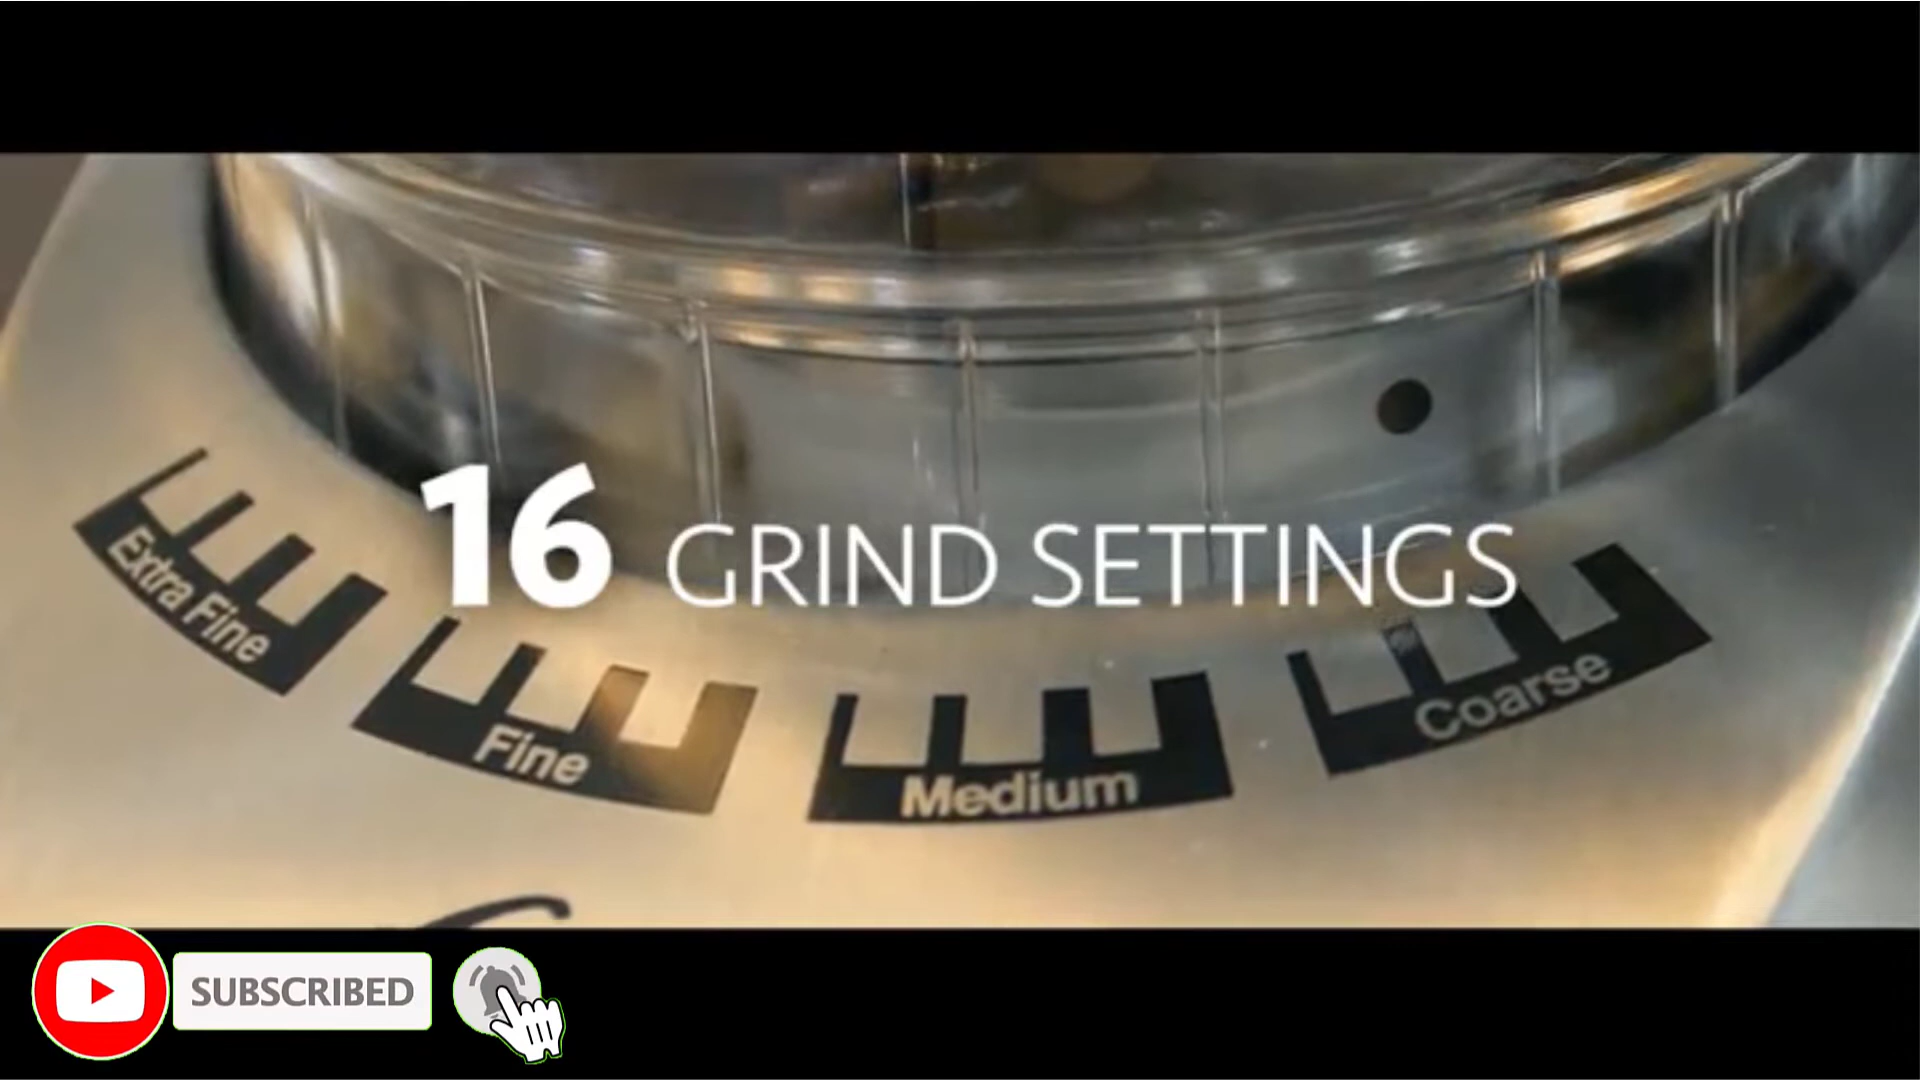 16 GRIND SETTINGS
Extra Fine
Fine
Medium
Coarse
SUBSCRIBED